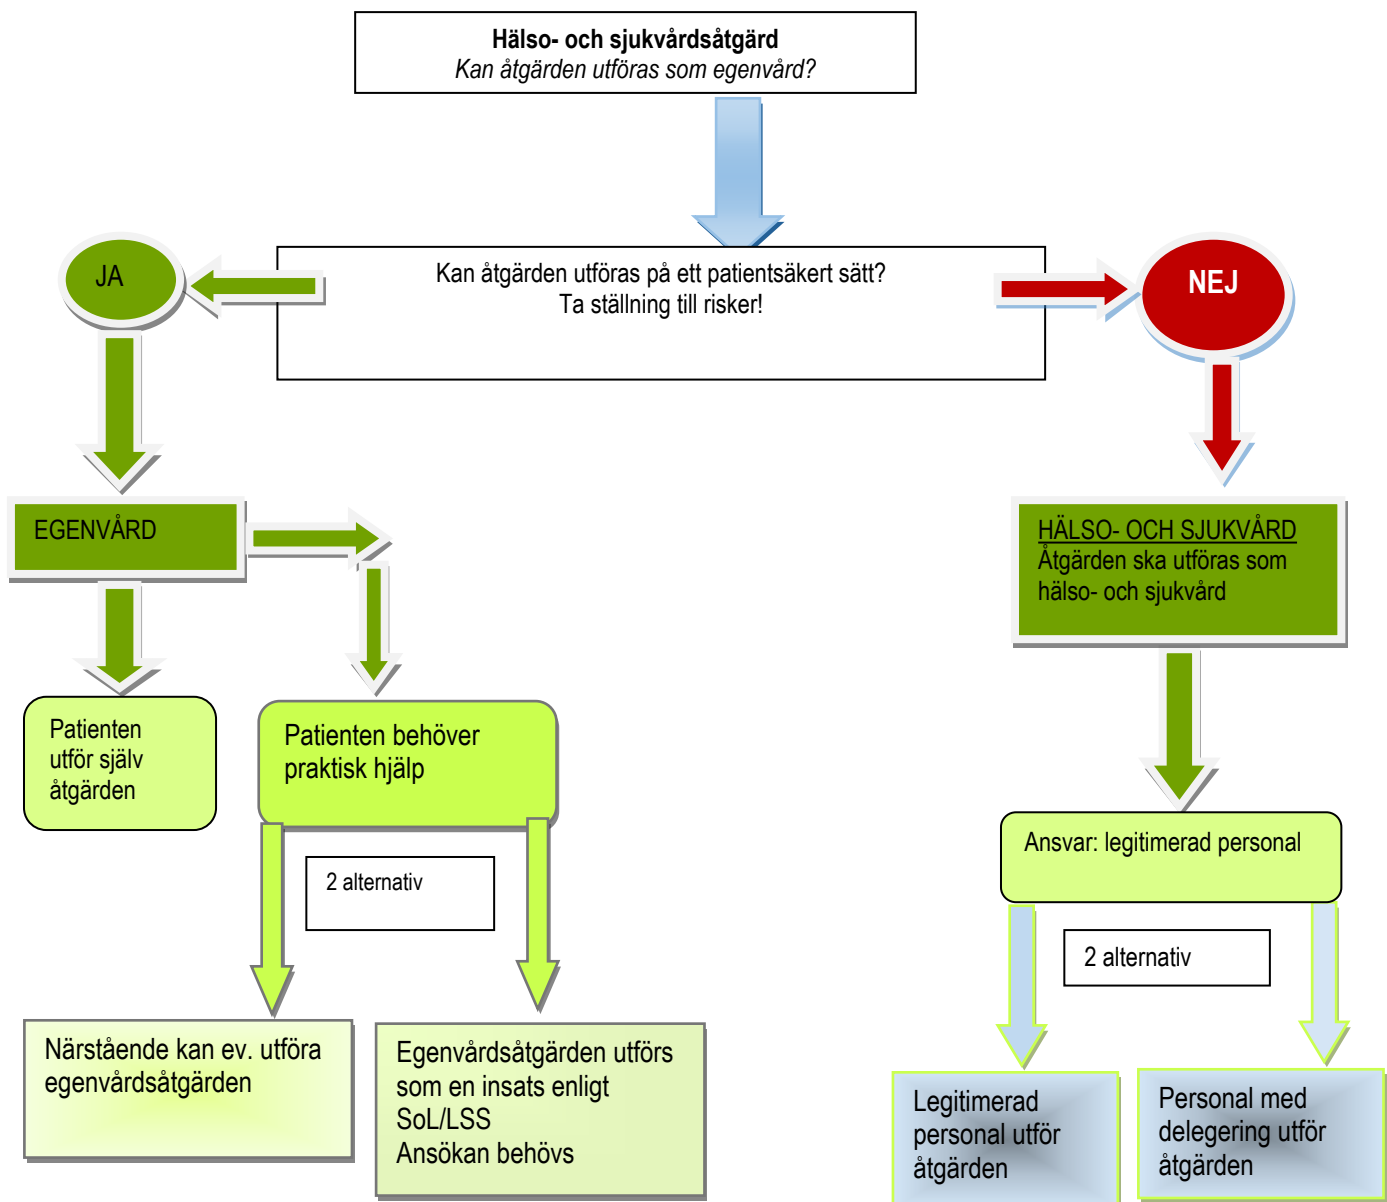 Hälso- och sjukvårdsåtgärd
Kan åtgärden utföras som egenvård?
JA
Kan åtgärden utföras på ett patientsäkert sätt?
Ta ställning till risker!
NEJ
EGENVÅRD
HÄLSO- OCH SJUKVÅRD
Åtgärden ska utföras som
hälso- och sjukvård
Patienten
utför själv
åtgärden
Patienten behöver
praktisk hjälp
Ansvar: legitimerad personal
2 alternativ
2 alternativ
Närstående kan ev. utföra
egenvårdsåtgärden
Egenvårdsåtgärden utförs
som en insats enligt
SoL/LSS
Ansökan behövs
Legitimerad
personal utför
åtgärden
Personal med
delegering utför
åtgärden